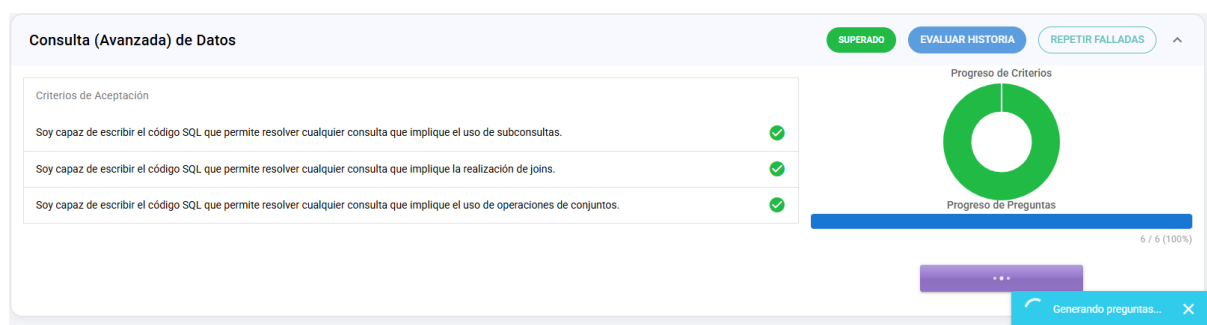 Consulta (Avanzada) de Datos
SUPERADO
EVALUAR HISTORIA
REPETIR FALLADAS
Progreso de Criterios
Criterios de Aceptación
Soy capaz de escribir el código SQL que permite resolver cualquier consulta que implique el uso de subconsultas.
Soy capaz de escribir el código SQL que permite resolver cualquier consulta que implique la realización de joins.
Soy capaz de escribir el código SQL que permite resolver cualquier consulta que implique el uso de operaciones de conjuntos.
Progreso de Preguntas
6 / 6 (100%)
Generando preguntas...